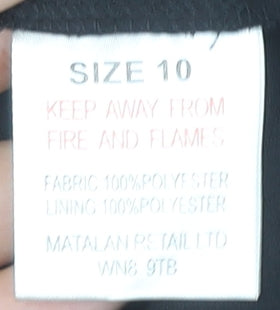 SIZE 10
KEEP AWAY FROM
FIRE AND FLAMES
FABRIC 100%POLYESTER
LINING 100%POLYESTER
MATALAN RETAIL LTD
WN8 9TB